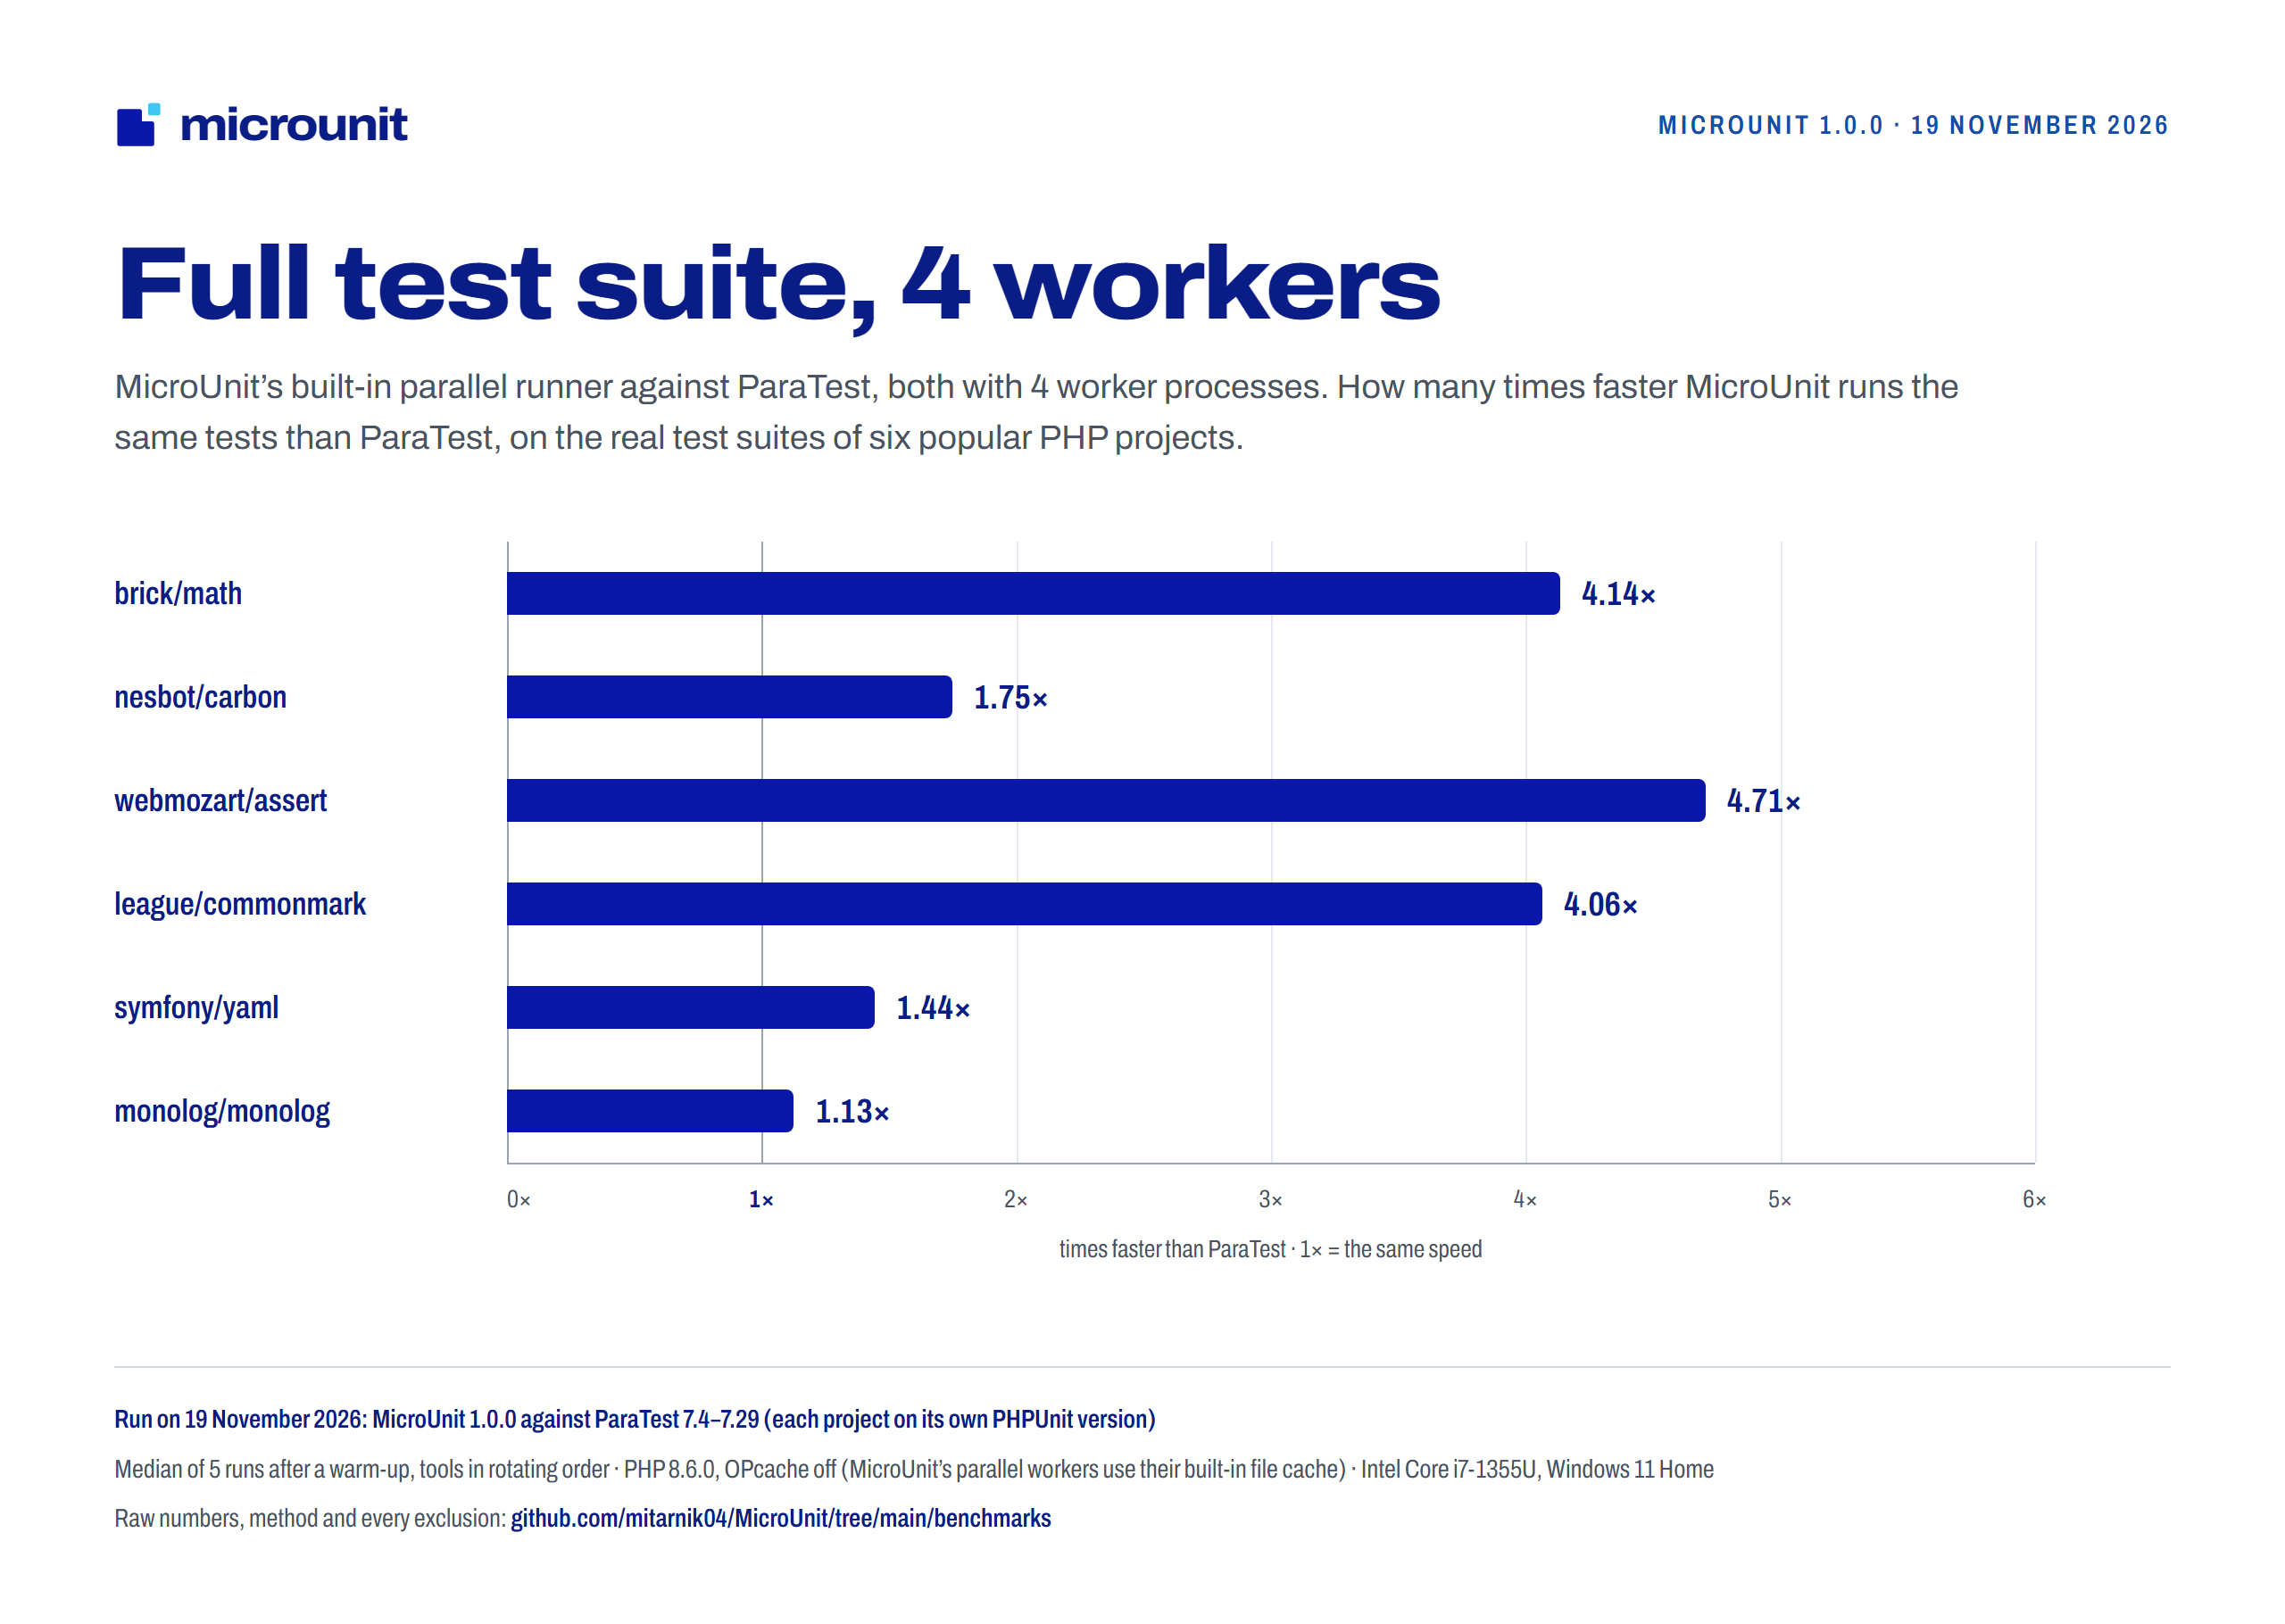 microunit
MICROUNIT 1.0.0 · 19 NOVEMBER 2026
Full test suite, 4 workers
MicroUnit’s built-in parallel runner against ParaTest, both with 4 worker processes. How many times faster MicroUnit runs the
same tests than ParaTest, on the real test suites of six popular PHP projects.
brick/math 4.14×
nesbot/carbon 1.75×
webmozart/assert 4.71×
league/commonmark 4.06×
symfony/yaml 1.44×
monolog/monolog 1.13×
0× 1× 2× 3× 4× 5× 6×
times faster than ParaTest · 1× = the same speed
Run on 19 November 2026: MicroUnit 1.0.0 against ParaTest 7.4–7.29 (each project on its own PHPUnit version)
Median of 5 runs after a warm-up, tools in rotating order · PHP 8.6.0, OPcache off (MicroUnit’s parallel workers use their built-in file cache) · Intel Core i7-1355U, Windows 11 Home
Raw numbers, method and every exclusion: github.com/mitarnik04/MicroUnit/tree/main/benchmarks